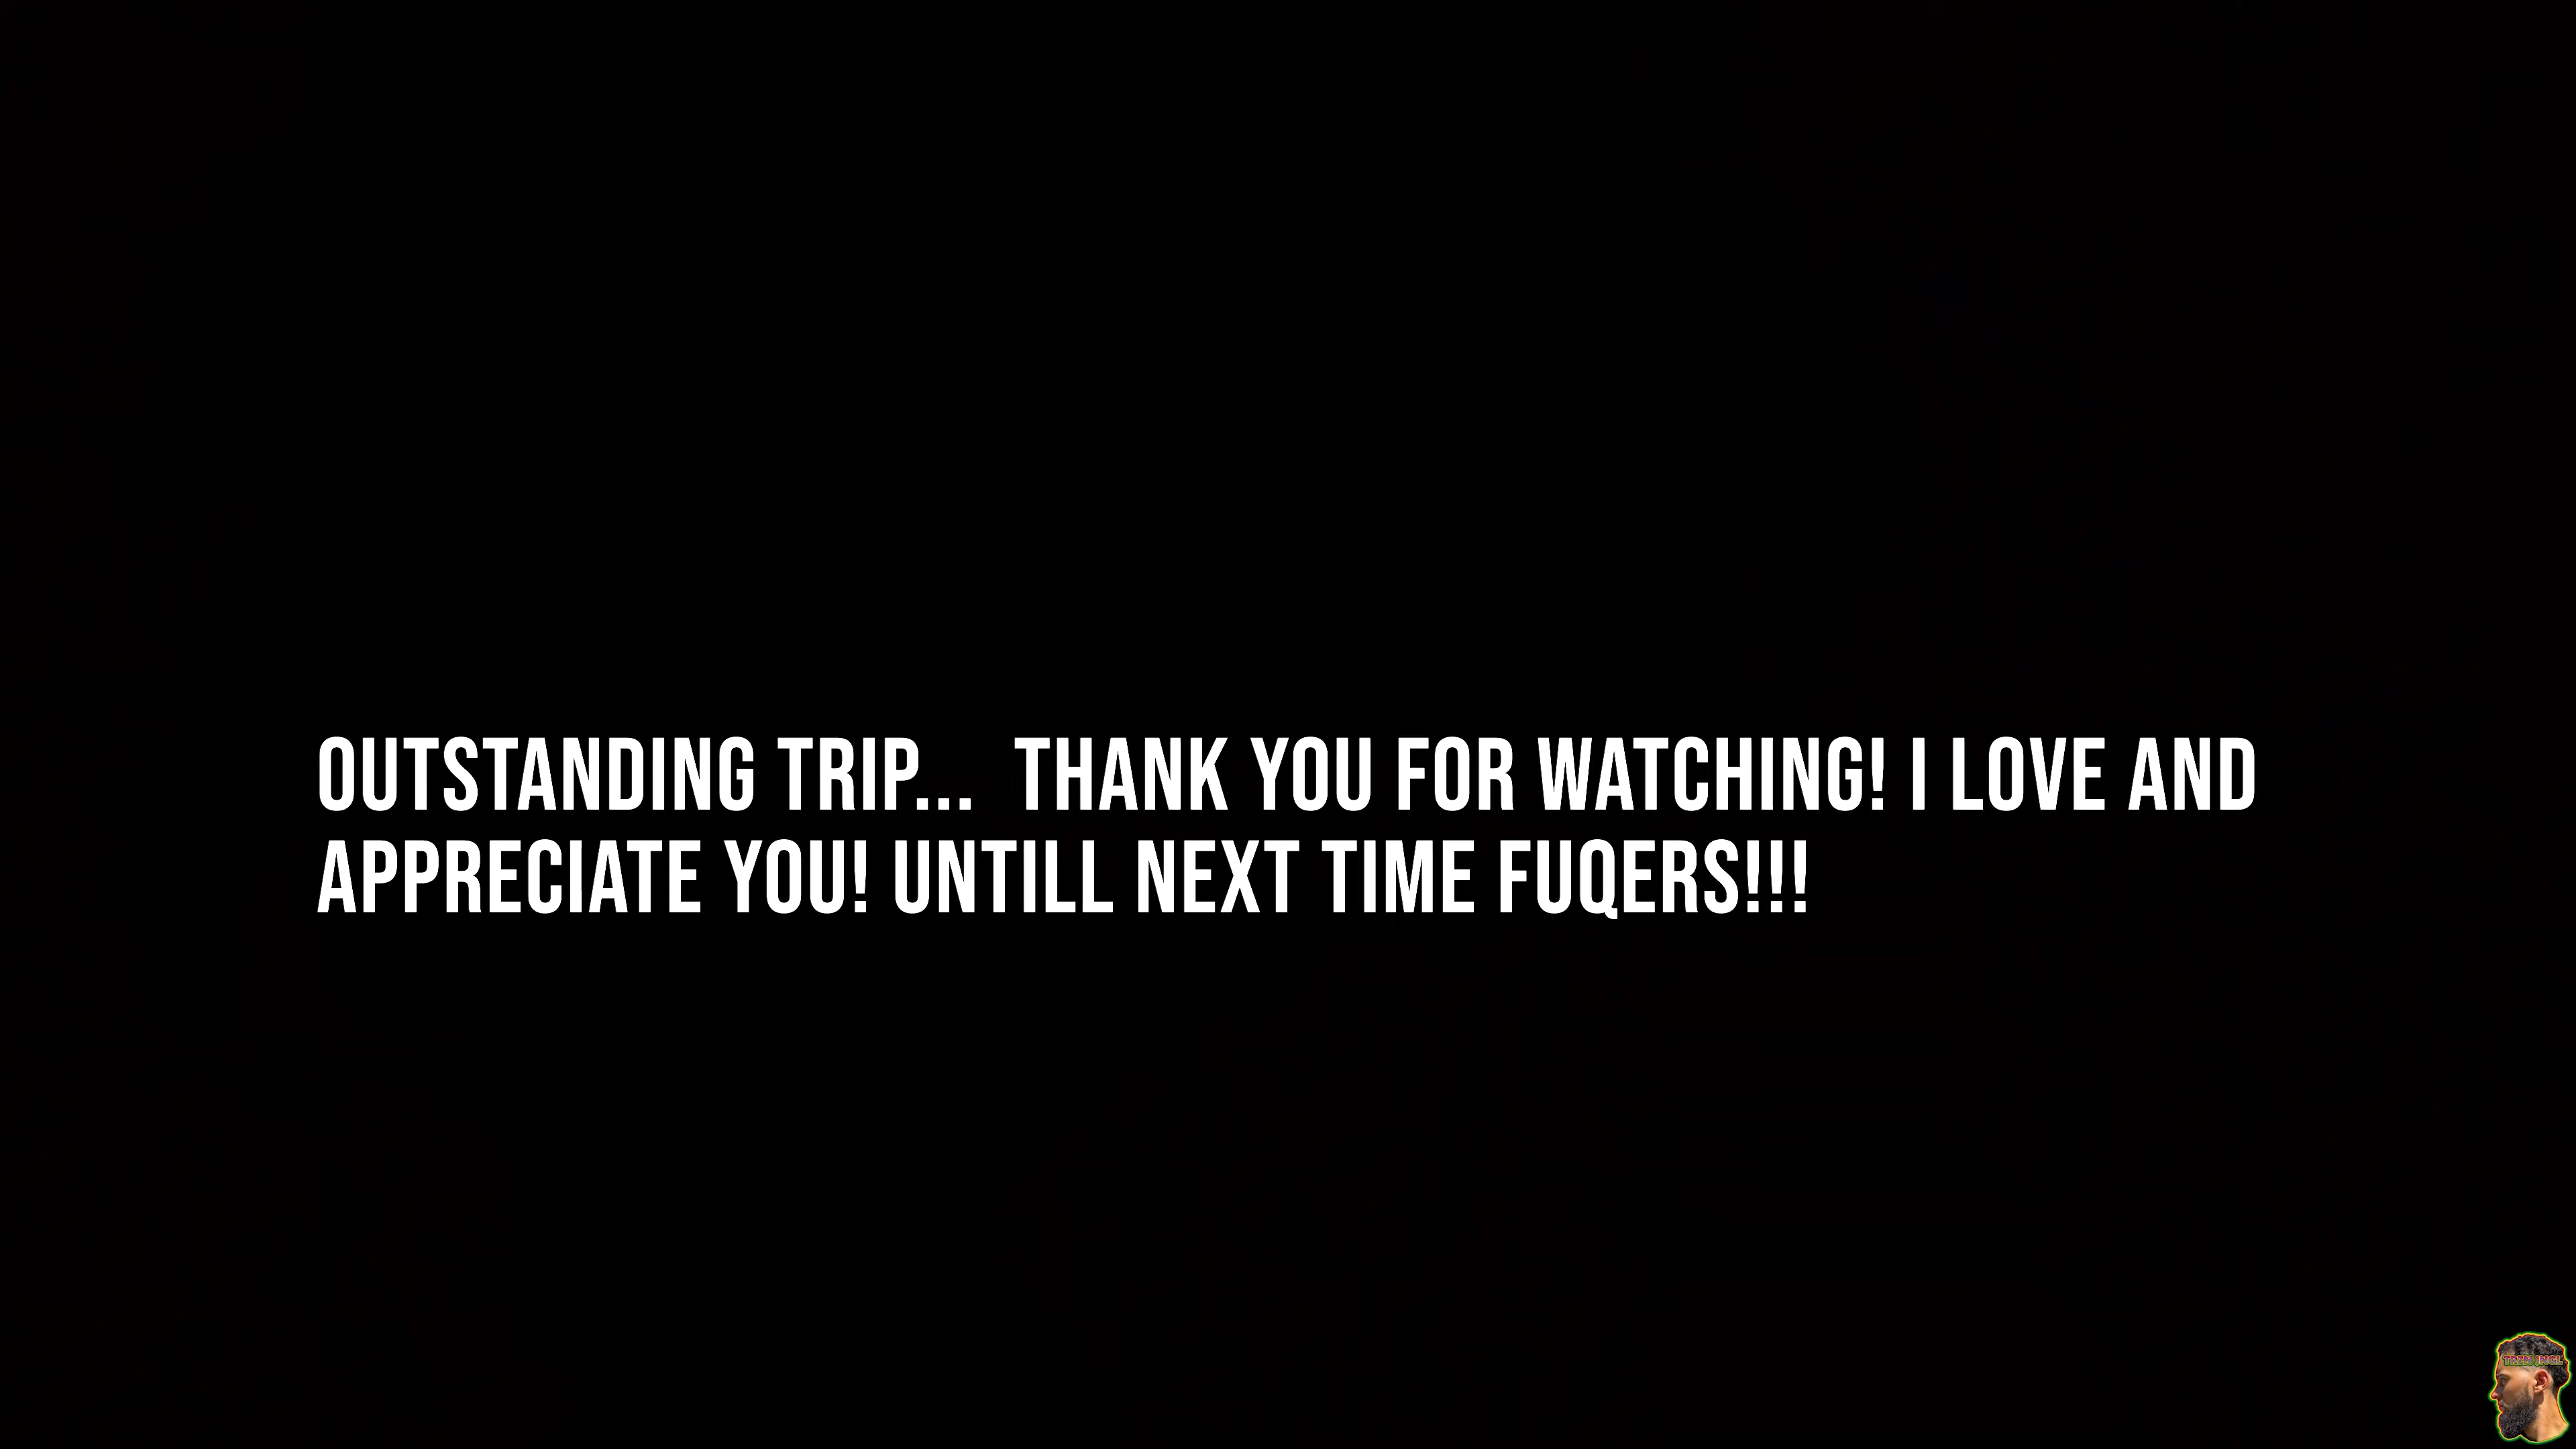 OUTSTANDING TRIP...  THANK YOU FOR WATCHING! I LOVE AND
APPRECIATE YOU! UNTILL NEXT TIME FUQERS!!!